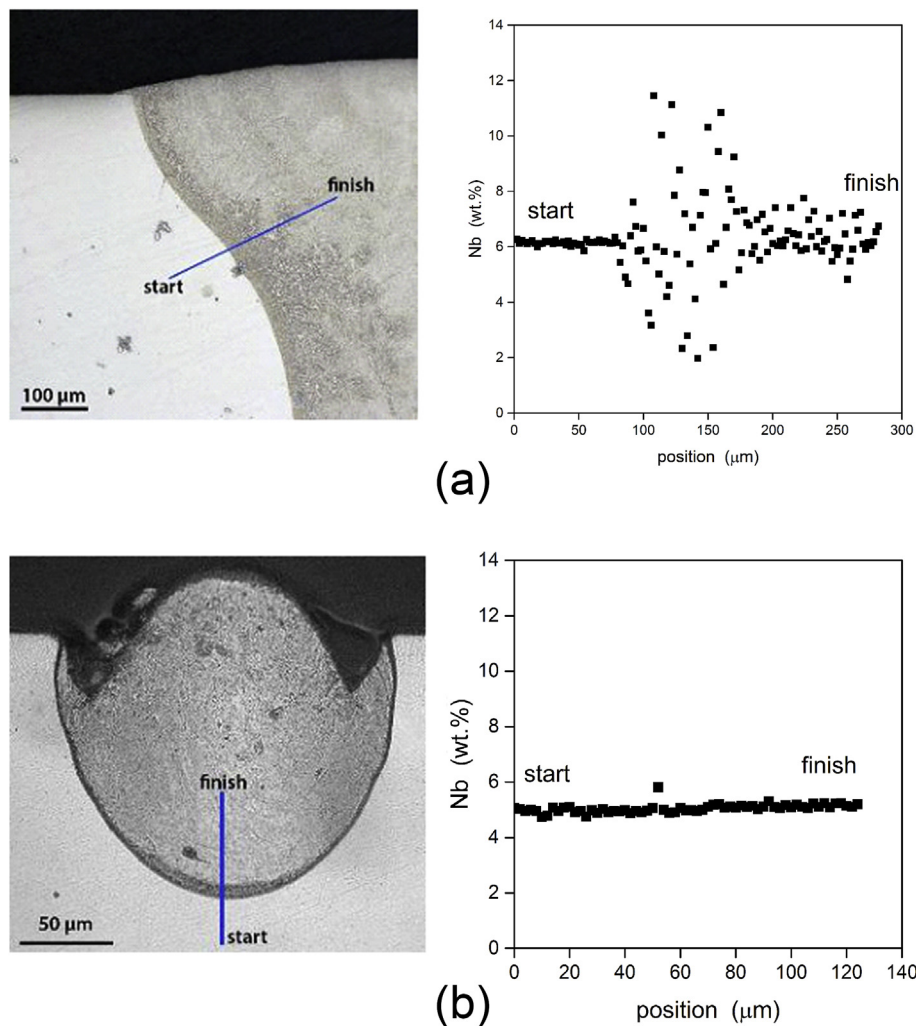 finish
start
100 µm
14
12
10
8
6
4
2
0
Nb (wt.%)
start
finish
0 50 100 150 200 250 300
position (µm)
(a)
finish
start
50 µm
14
12
10
8
6
4
2
0
Nb (wt.%)
start
finish
0 20 40 60 80 100 120 140
position (µm)
(b)